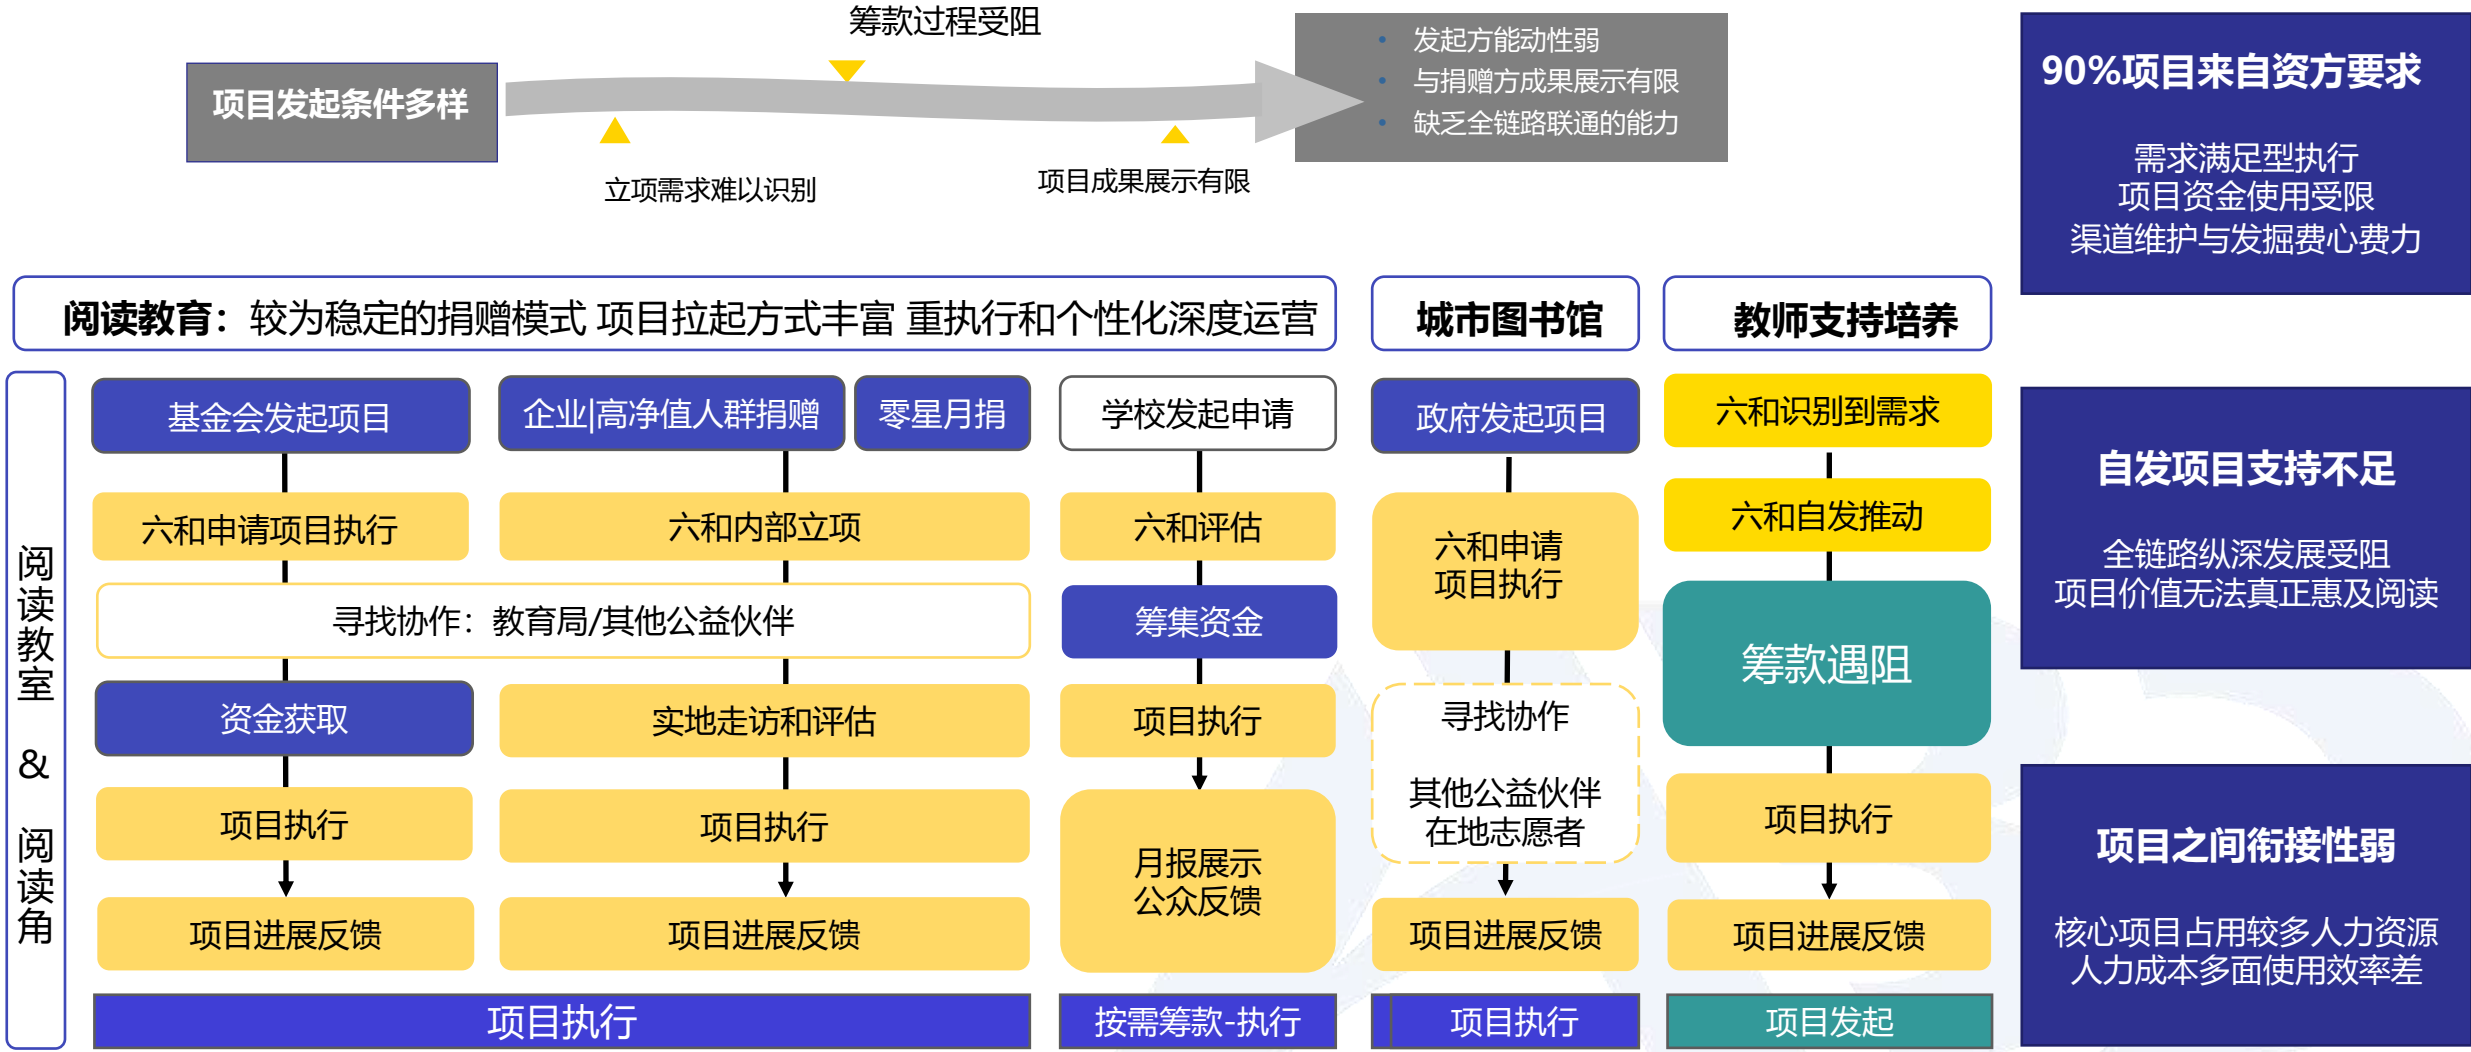 筹款过程受阻
项目发起条件多样
立项需求难以识别
项目成果展示有限
• 发起方能动性弱
• 与捐赠方成果展示有限
• 缺乏全链路联通的能力
90%项目来自资方要求
需求满足型执行
项目资金使用受限
渠道维护与发掘费心费力
阅读教育：较为稳定的捐赠模式 项目拉起方式丰富 重执行和个性化深度运营
城市图书馆
教师支持培养
阅读教室 & 阅读角
基金会发起项目
六和申请项目执行
企业|高净值人群捐赠
零星月捐
六和内部立项
寻找协作：教育局/其他公益伙伴
资金获取
项目执行
项目进展反馈
实地走访和评估
项目执行
项目进展反馈
项目执行
学校发起申请
六和评估
筹集资金
项目执行
月报展示
公众反馈
按需筹款-执行
政府发起项目
六和申请
项目执行
寻找协作
其他公益伙伴
在地志愿者
项目进展反馈
项目执行
六和识别到需求
六和自发推动
筹款遇阻
项目执行
项目进展反馈
项目发起
自发项目支持不足
全链路纵深发展受阻
项目价值无法真正惠及阅读
项目之间衔接性弱
核心项目占用较多人力资源
人力成本多面使用效率差